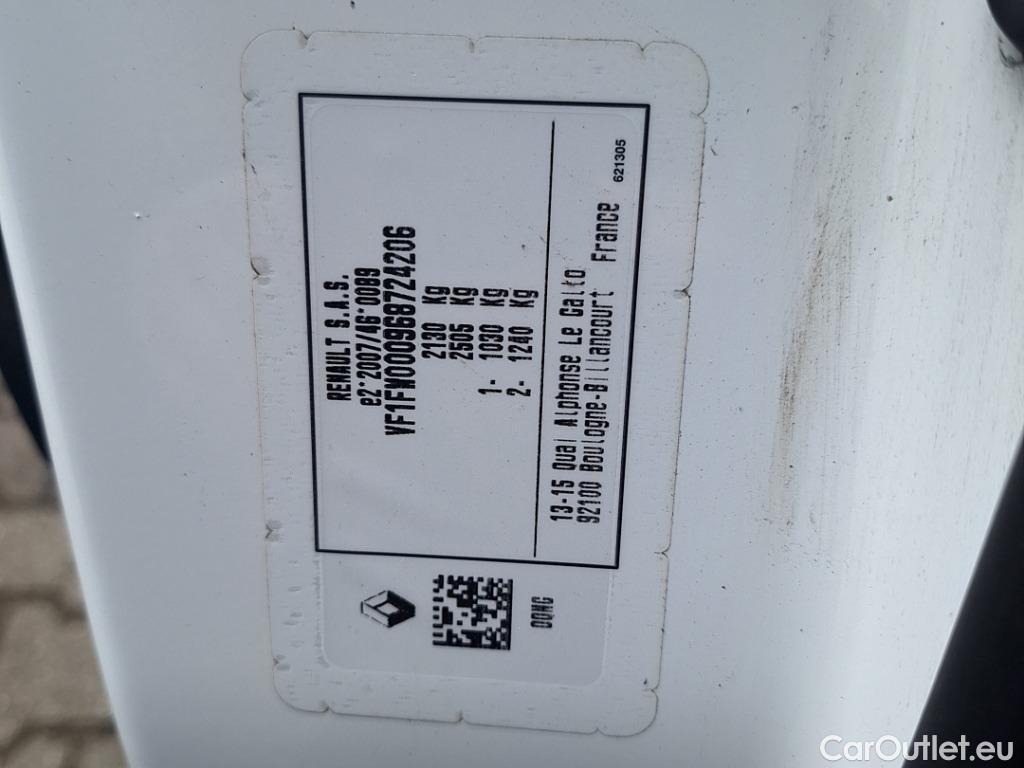 RENAULT S.A.S.
e2*2007/46*0089
VF1FW000968724206
2130 Kg
2505 Kg
1- 1030 Kg
2- 1240 Kg
13-15 Quai Alphonse Le Gallo
92100 Boulogne-Billancourt France
621305
CarOutlet.eu